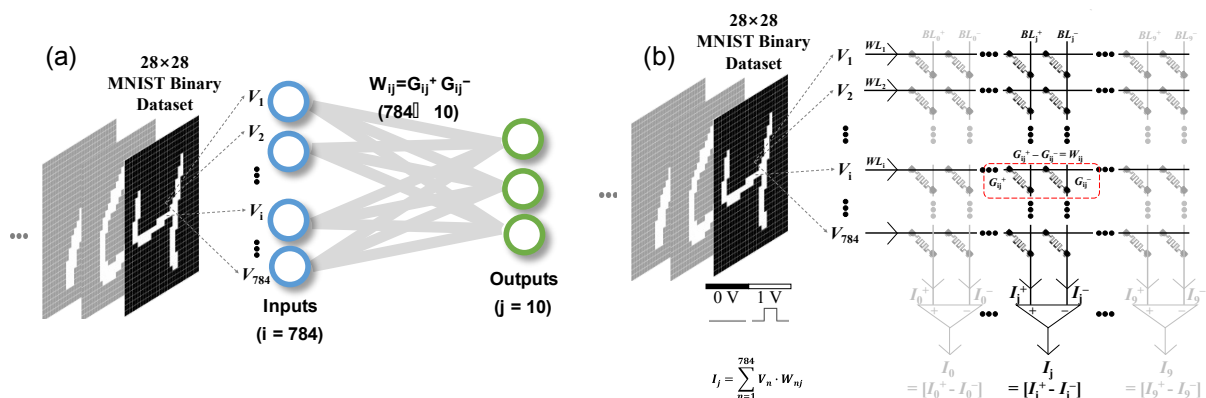 (a)
28×28
MNIST Binary
Dataset
V1
V2
Vi
V784
Wij=Gij+ Gij−
(784 10)
Inputs
(i = 784)
Outputs
(j = 10)
(b)
28×28
MNIST Binary
Dataset
BL0+ BL0− BLj+ BLj− BL9+ BL9−
V1 WL1
V2 WL2
Gij+ − Gij− = Wij
Vi WLi
Gij+ Gij−
V784
0 V 1 V
I0+ I0− Ij+ Ij− I9+ I9−
+ − + − + −
I0 Ij I9
= [I0+ - I0−] = [Ij+ - Ij−] = [I9+ - I9−]
Ij = ∑n=1784 Vn · Wnj